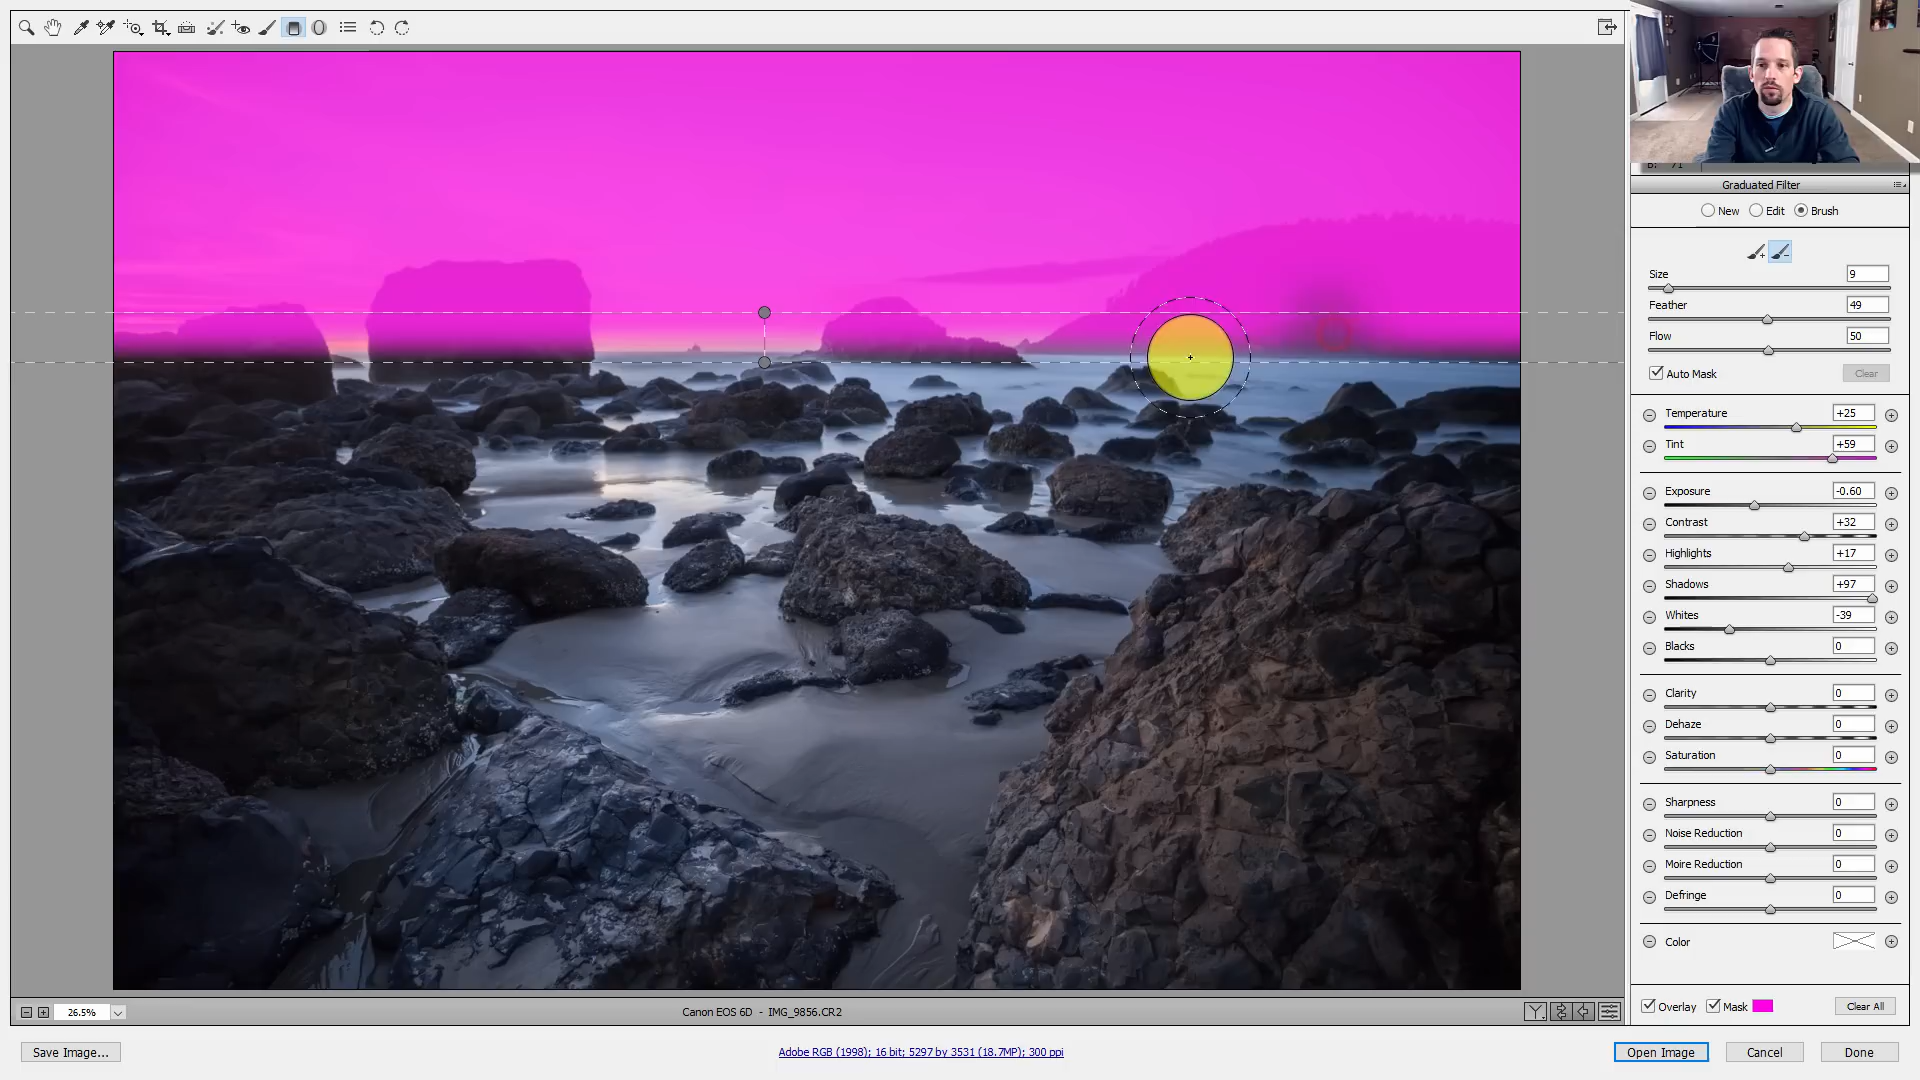 B: 71
Graduated Filter
New Edit Brush
Size 9
Feather 49
Flow 50
Auto Mask Clear
Temperature +25
Tint +59
Exposure -0.60
Contrast +32
Highlights +17
Shadows +97
Whites -39
Blacks 0
Clarity 0
Dehaze 0
Saturation 0
Sharpness 0
Noise Reduction 0
Moire Reduction 0
Defringe 0
Color
Overlay Mask Clear All
26.5% Canon EOS 6D - IMG_9856.CR2
Save Image... Adobe RGB (1998); 16 bit; 5297 by 3531 (18.7MP); 300 ppi Open Image Cancel Done